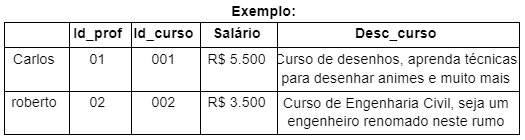 Exemplo:
Id_prof Id_curso Salário Desc_curso
Carlos 01 001 R$ 5.500 Curso de desenhos, aprenda técnicas
para desenhar animes e muito mais
roberto 02 002 R$ 3.500 Curso de Engenharia Civil, seja um
engenheiro renomado neste rumo